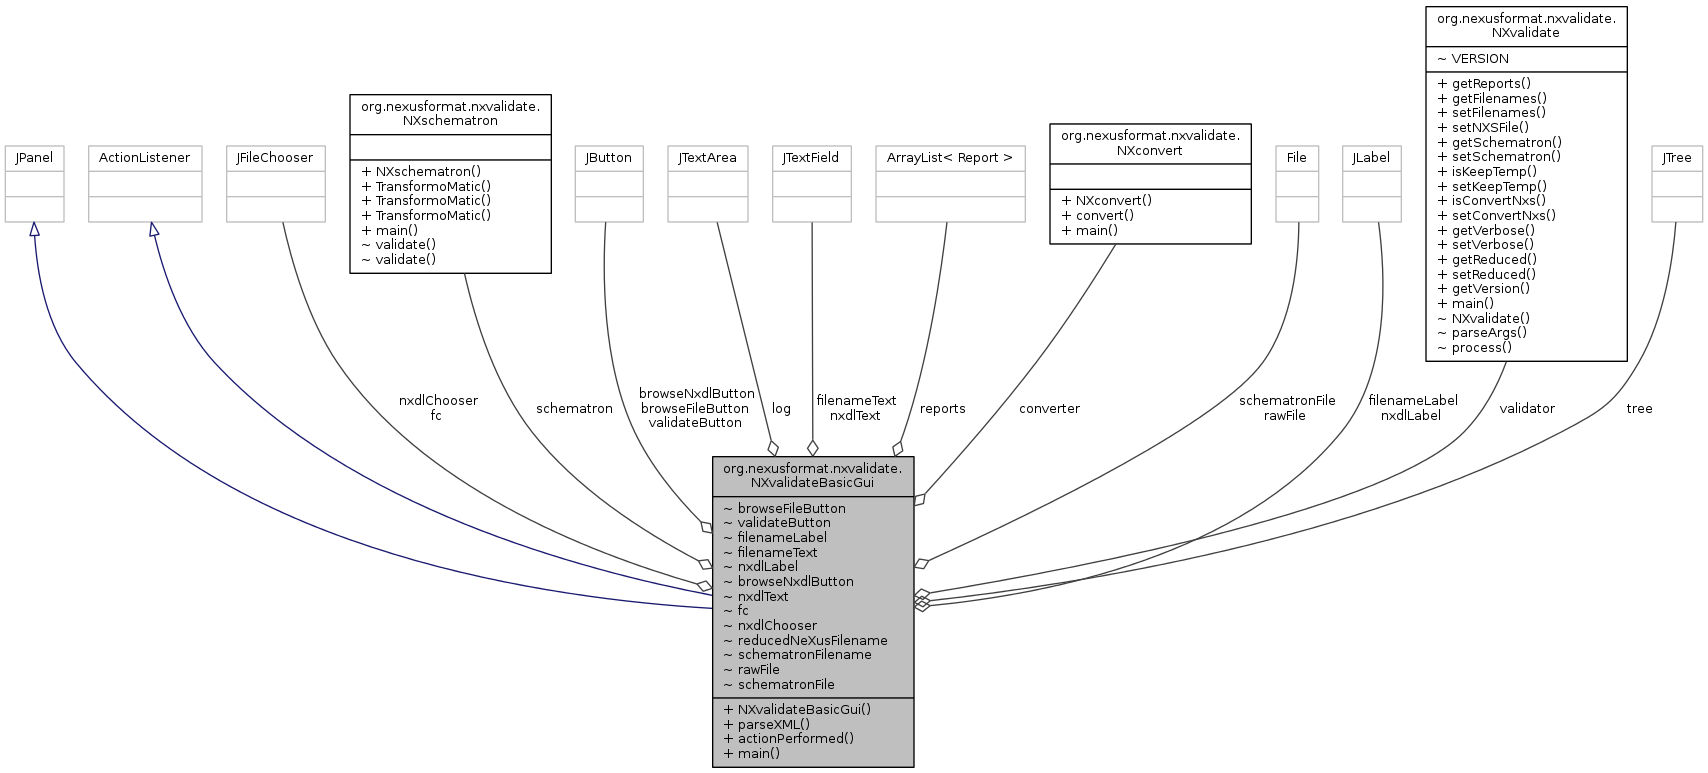 org.nexusformat.nxvalidate.
NXvalidate
~ VERSION
+ getReports()
+ getFilenames()
+ setFilenames()
+ setNXSFile()
+ getSchematron()
+ setSchematron()
+ isKeepTemp()
+ setKeepTemp()
+ isConvertNxs()
+ setConvertNxs()
+ getVerbose()
+ setVerbose()
+ getReduced()
+ setReduced()
+ getVersion()
+ main()
~ NXvalidate()
~ parseArgs()
~ process()
org.nexusformat.nxvalidate.
NXschematron
+ NXschematron()
+ TransformoMatic()
+ TransformoMatic()
+ TransformoMatic()
+ main()
~ validate()
~ validate()
org.nexusformat.nxvalidate.
NXconvert
+ NXconvert()
+ convert()
+ main()
JPanel
ActionListener
JFileChooser
JButton
JTextArea
JTextField
ArrayList< Report >
File
JLabel
JTree
nxdlChooser
fc
schematron
browseNxdlButton
browseFileButton
validateButton
log
filenameText
nxdlText
reports
converter
schematronFile
rawFile
filenameLabel
nxdlLabel
validator
tree
org.nexusformat.nxvalidate.
NXvalidateBasicGui
~ browseFileButton
~ validateButton
~ filenameLabel
~ filenameText
~ nxdlLabel
~ browseNxdlButton
~ nxdlText
~ fc
~ nxdlChooser
~ reducedNeXusFilename
~ schematronFilename
~ rawFile
~ schematronFile
+ NXvalidateBasicGui()
+ parseXML()
+ actionPerformed()
+ main()